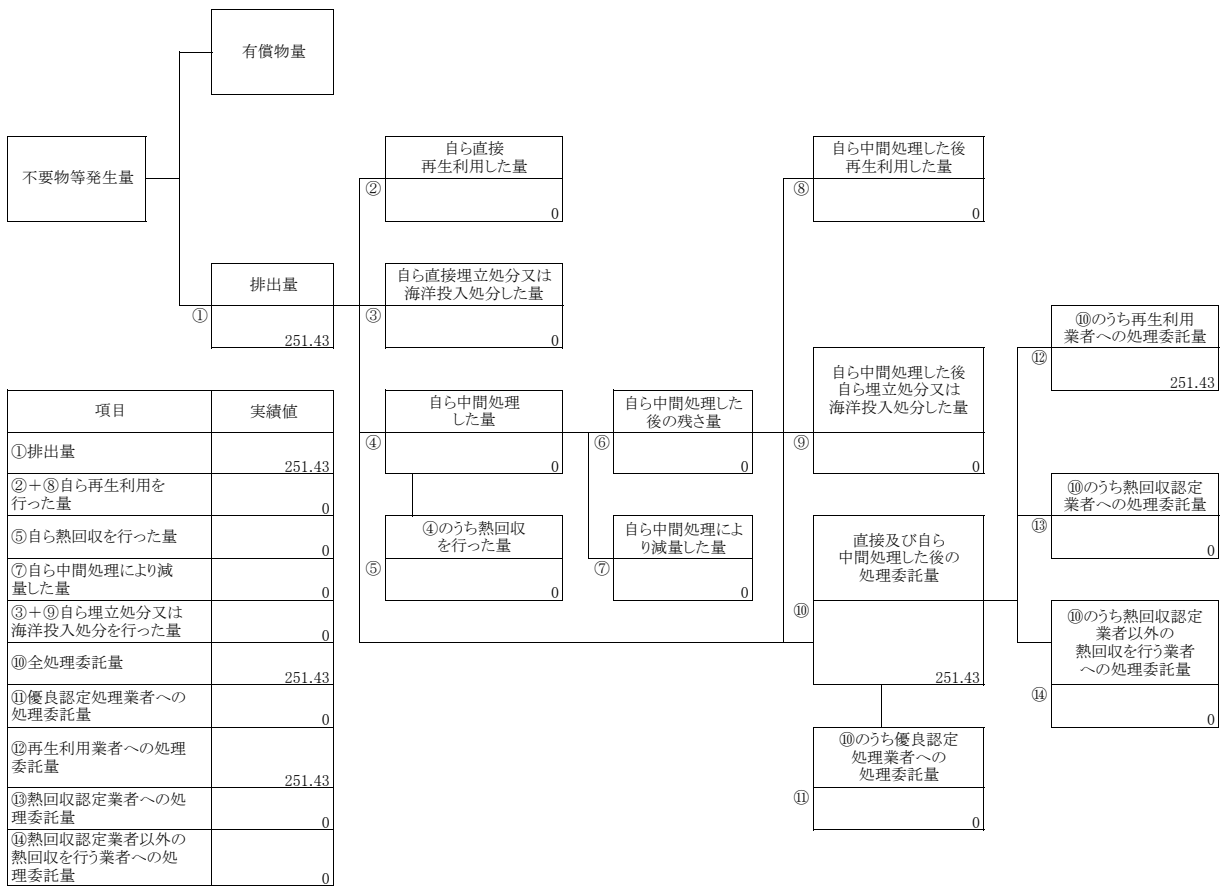 有償物量
不要物等発生量
排出量
①
251.43
自ら直接
再生利用した量
②
0
自ら直接埋立処分又は
海洋投入処分した量
③
0
自ら中間処理
した量
④
0
④のうち熱回収
を行った量
⑤
0
自ら中間処理した
後の残さ量
⑥
0
自ら中間処理によ
り減量した量
⑦
0
自ら中間処理した後
再生利用した量
⑧
0
自ら中間処理した後
自ら埋立処分又は
海洋投入処分した量
⑨
0
直接及び自ら
中間処理した後の
処理委託量
⑩
251.43
⑩のうち優良認定
処理業者への
処理委託量
⑪
0
⑩のうち再生利用
業者への処理委託量
⑫
251.43
⑩のうち熱回収認定
業者への処理委託量
⑬
0
⑩のうち熱回収認定
業者以外の
熱回収を行う業者
への処理委託量
⑭
0
項目 実績値
①排出量
251.43
②+⑧自ら再生利用を
行った量
0
⑤自ら熱回収を行った量
0
⑦自ら中間処理により減
量した量
0
③+⑨自ら埋立処分又は
海洋投入処分を行った量
0
⑩全処理委託量
251.43
⑪優良認定処理業者への
処理委託量
0
⑫再生利用業者への処理
委託量
251.43
⑬熱回収認定業者への処
理委託量
0
⑭熱回収認定業者以外の
熱回収を行う業者への処
理委託量
0